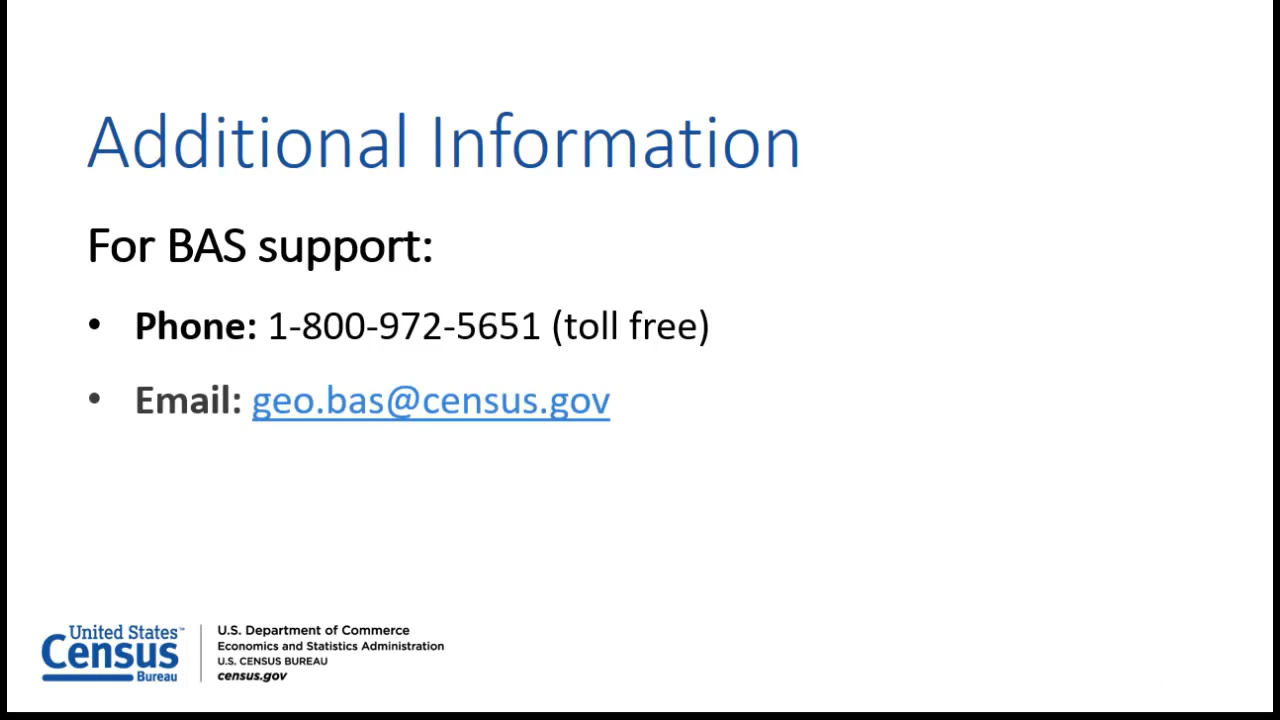 Additional Information
For BAS support:
• Phone: 1-800-972-5651 (toll free)
• Email: geo.bas@census.gov
United States™
Census
Bureau
U.S. Department of Commerce
Economics and Statistics Administration
U.S. CENSUS BUREAU
census.gov